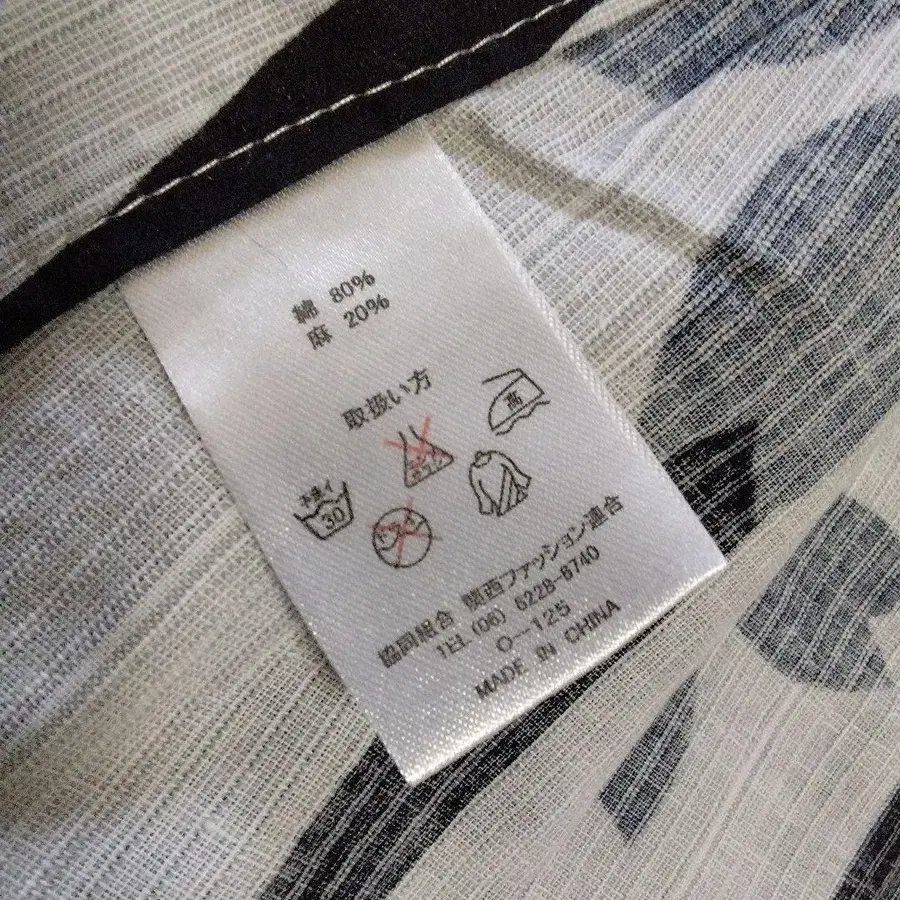 綿 80%
麻 20%
取扱い方
高
手洗イ
30
協同組合 関西ファッション連合
TEL (06) 6228-6740
O-125
MADE IN CHINA